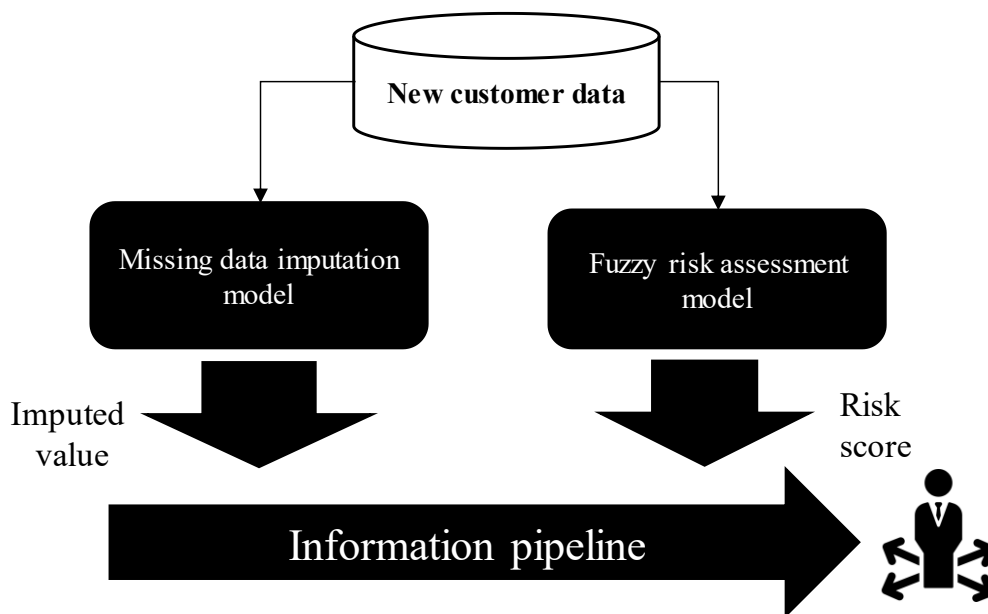 New customer data
Missing data imputation
model
Fuzzy risk assessment
model
Imputed
value
Risk
score
Information pipeline